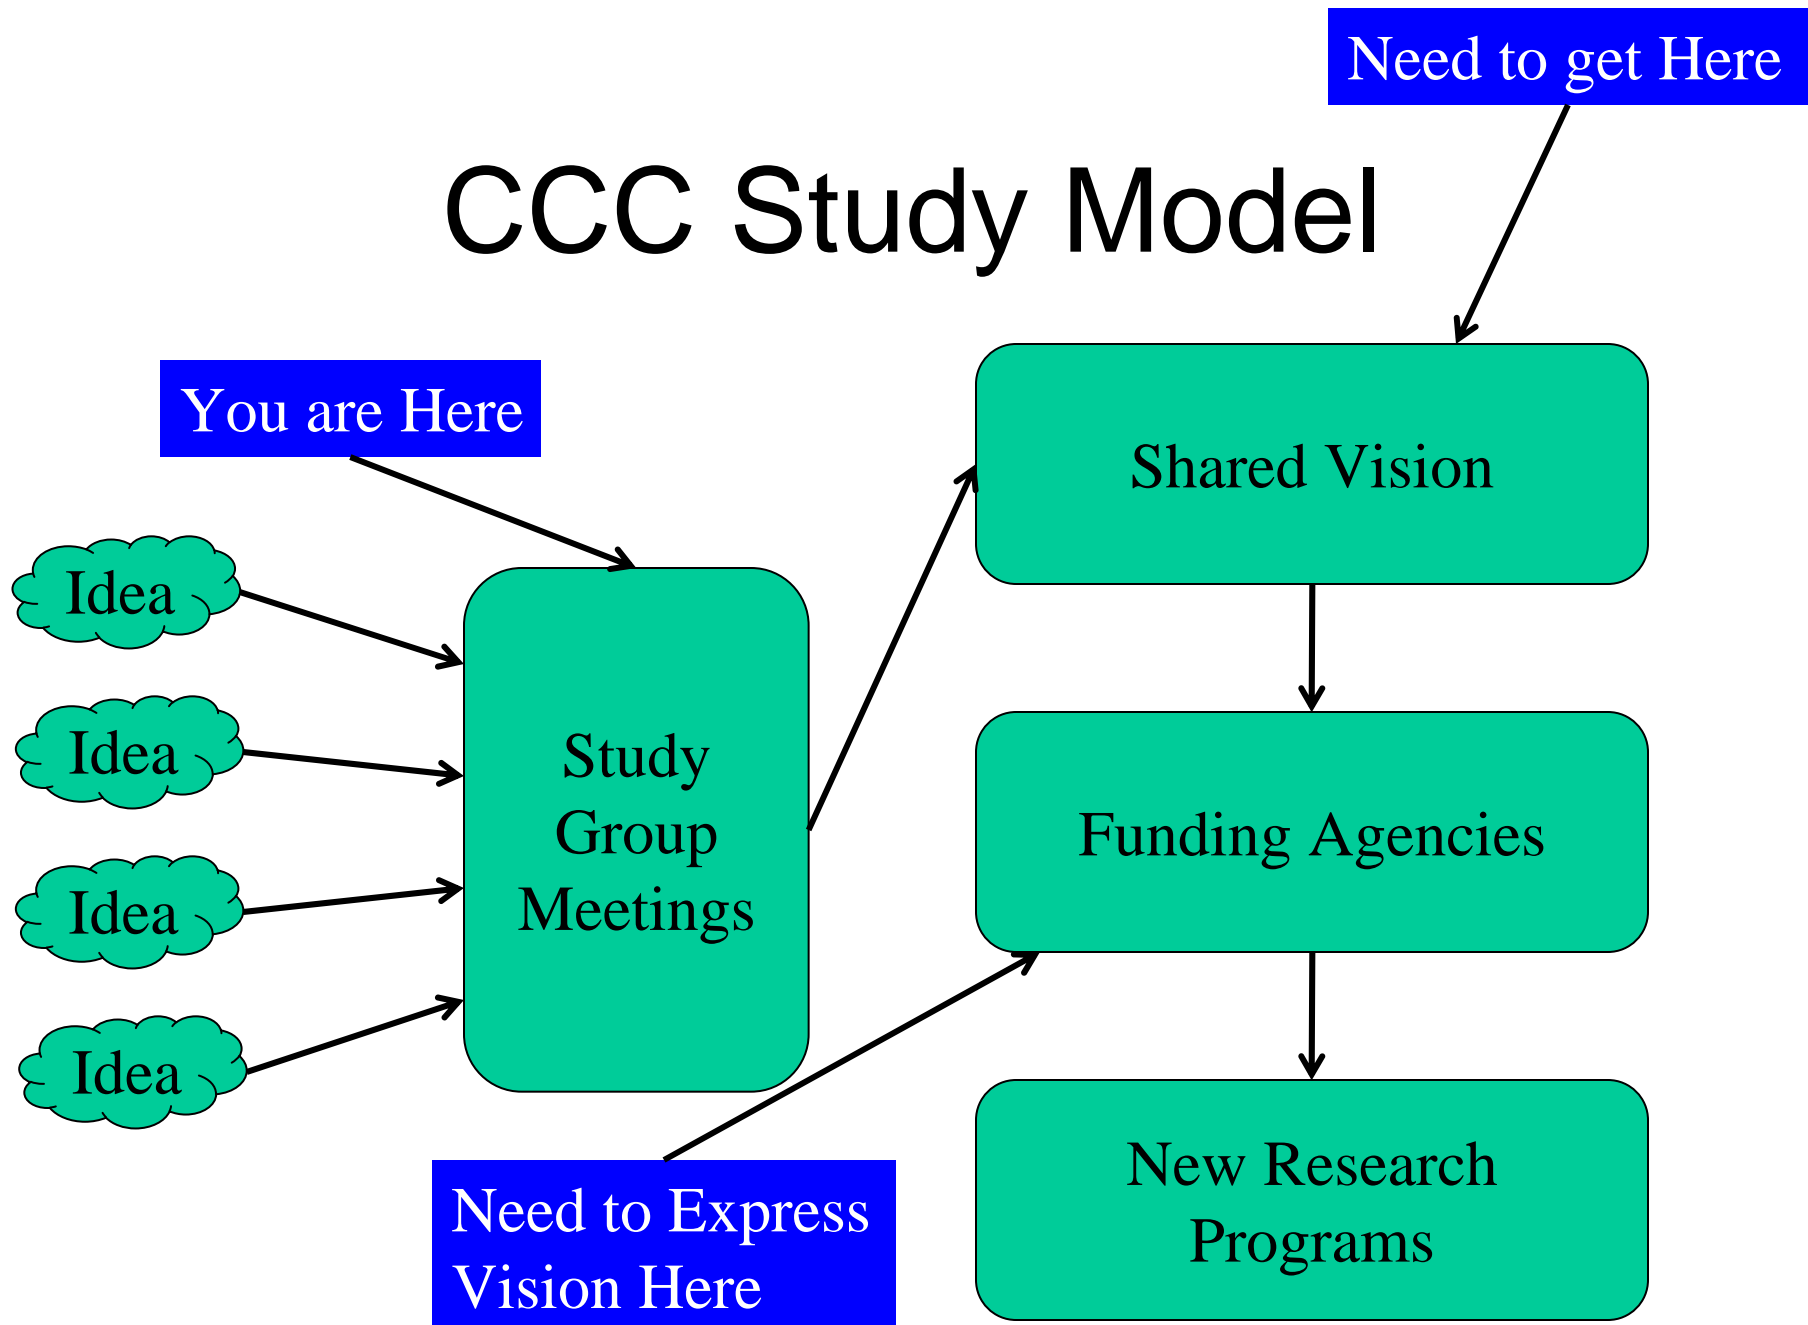 Need to get Here
CCC Study Model
You are Here
Shared Vision
Idea
Idea
Idea
Idea
Study
Group
Meetings
Funding Agencies
New Research
Programs
Need to Express
Vision Here